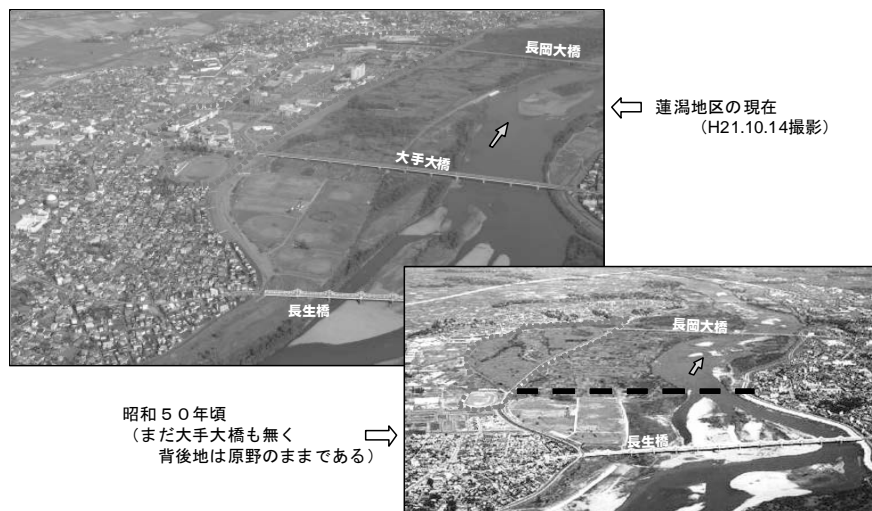 長岡大橋
蓮潟地区の現在
(H21.10.14撮影)
大手大橋
長生橋
長岡大橋
昭和５０年頃
（まだ大手大橋も無く
背後地は原野のままである）
長生橋